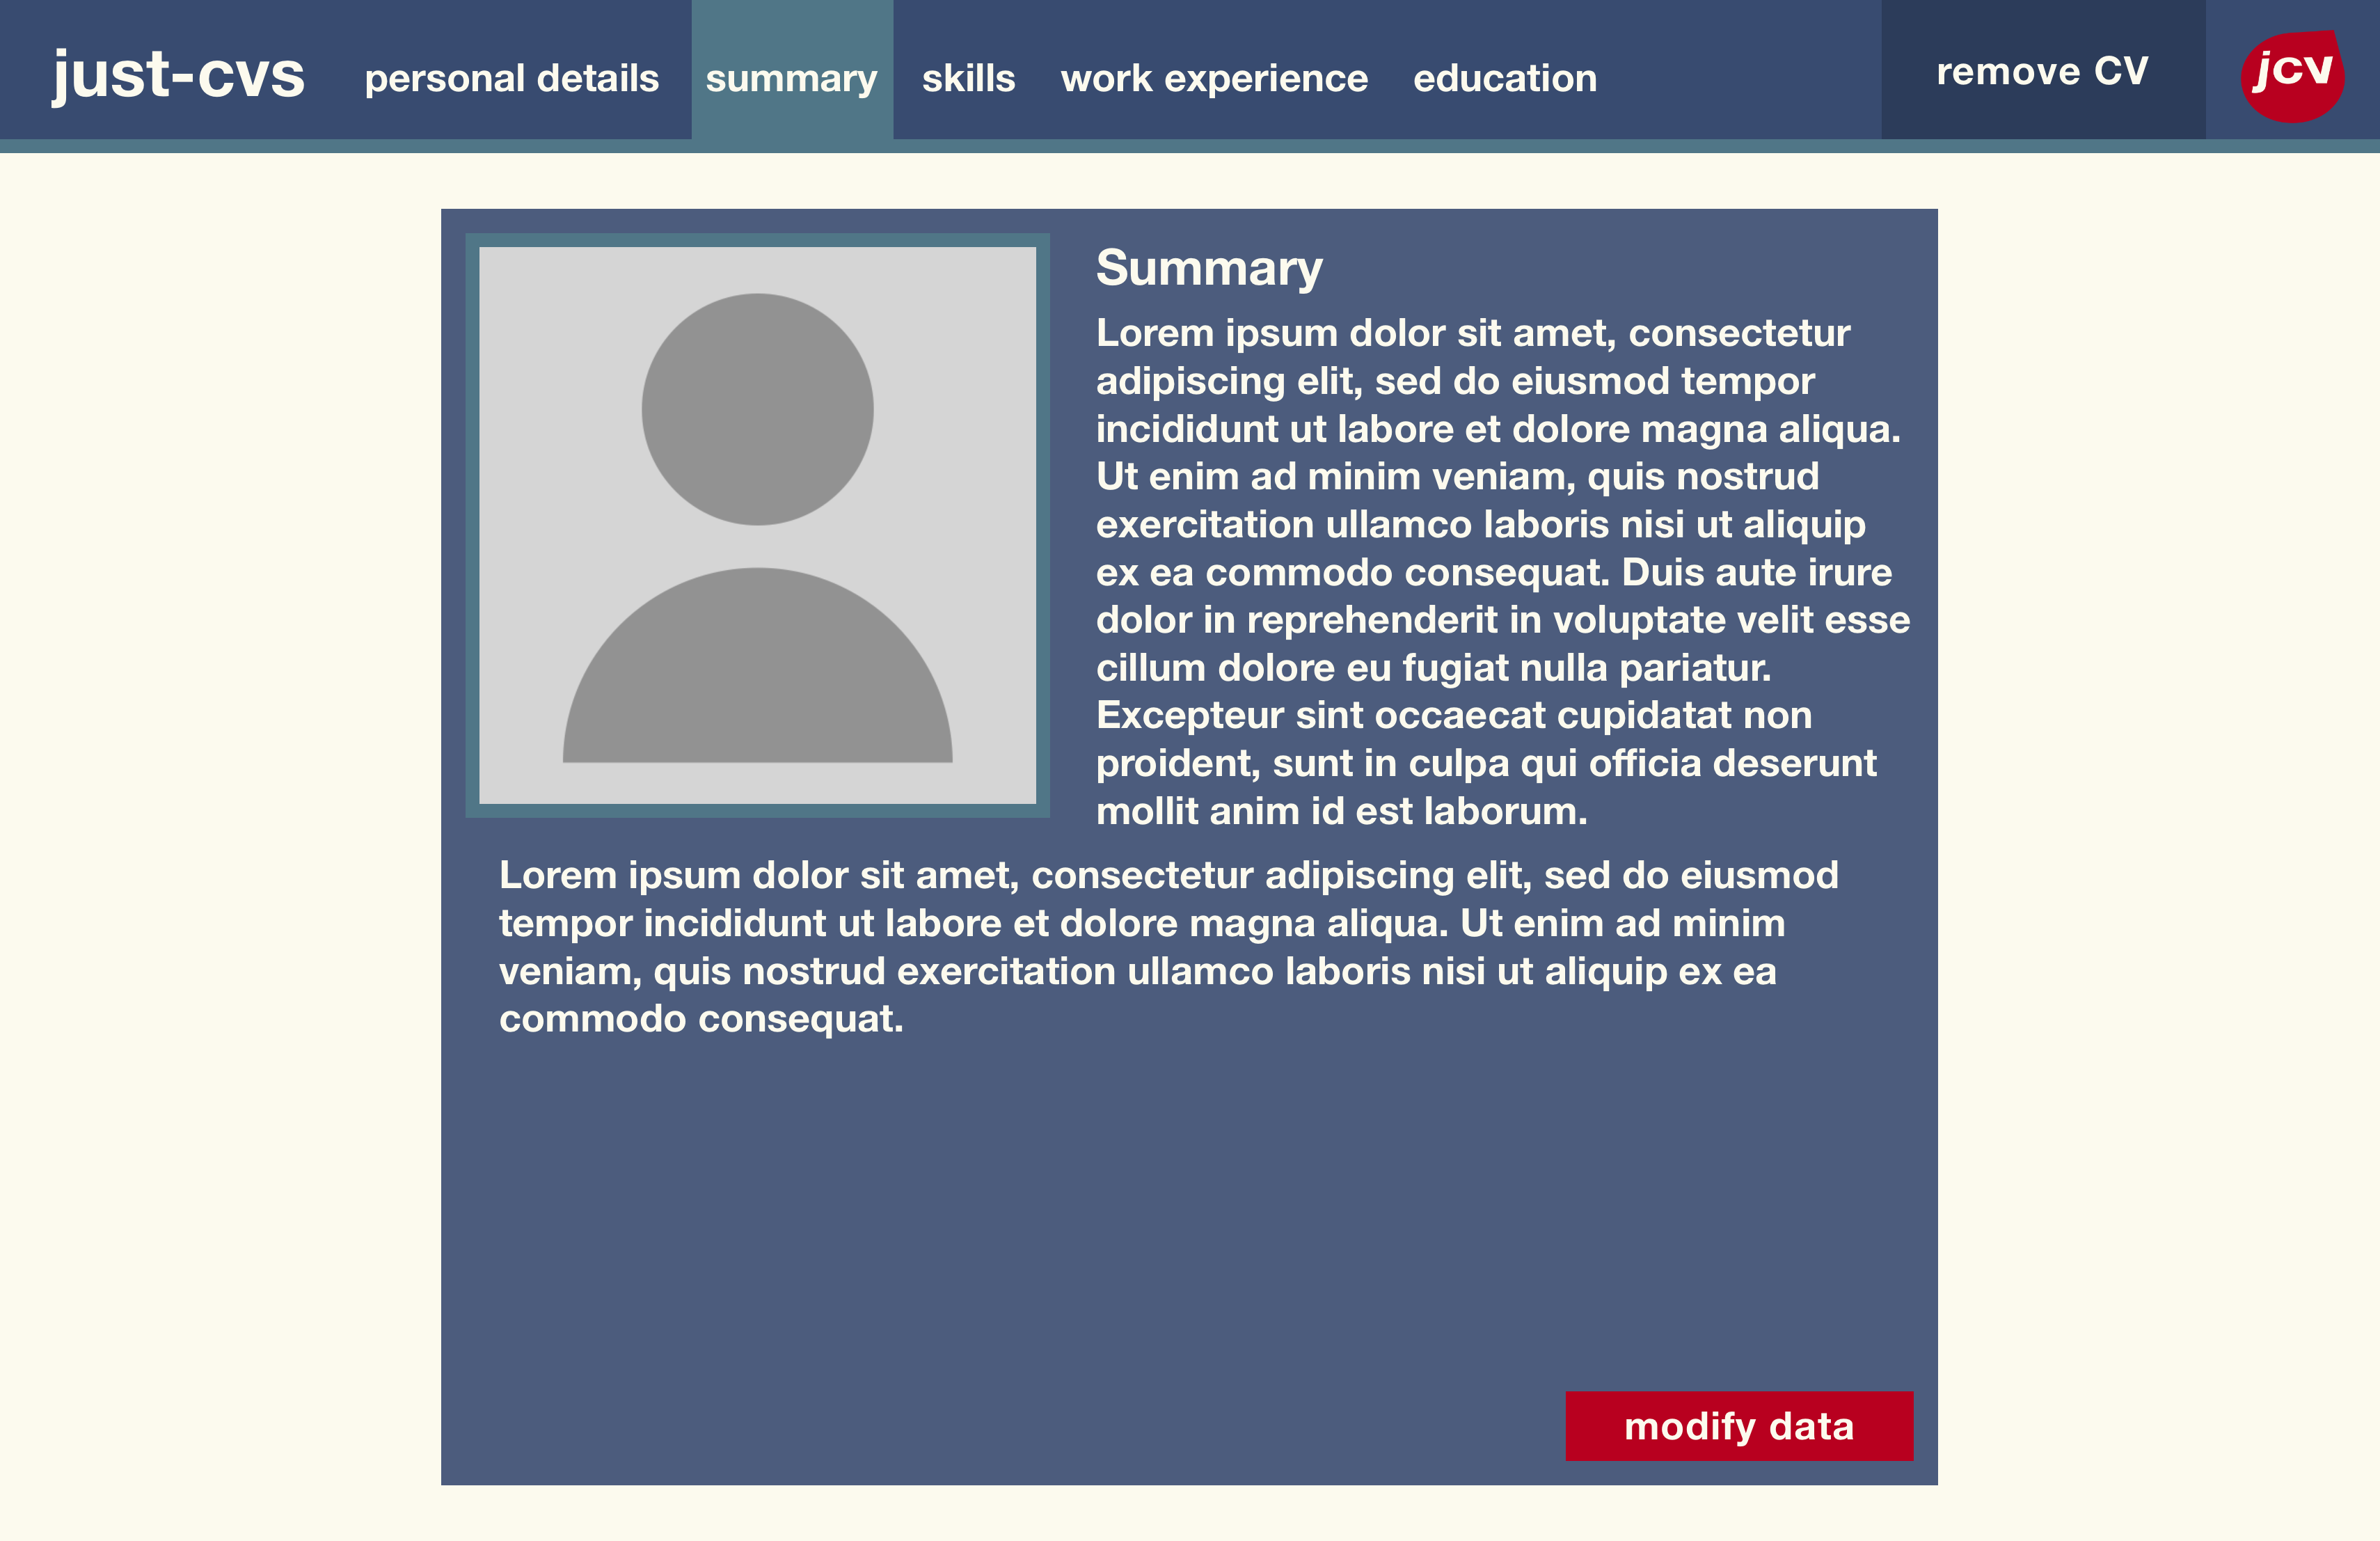 just-cvs personal details summary skills work experience education remove CV jcv
Summary
Lorem ipsum dolor sit amet, consectetur
adipiscing elit, sed do eiusmod tempor
incididunt ut labore et dolore magna aliqua.
Ut enim ad minim veniam, quis nostrud
exercitation ullamco laboris nisi ut aliquip
ex ea commodo consequat. Duis aute irure
dolor in reprehenderit in voluptate velit esse
cillum dolore eu fugiat nulla pariatur.
Excepteur sint occaecat cupidatat non
proident, sunt in culpa qui officia deserunt
mollit anim id est laborum.
Lorem ipsum dolor sit amet, consectetur adipiscing elit, sed do eiusmod
tempor incididunt ut labore et dolore magna aliqua. Ut enim ad minim
veniam, quis nostrud exercitation ullamco laboris nisi ut aliquip ex ea
commodo consequat.
modify data